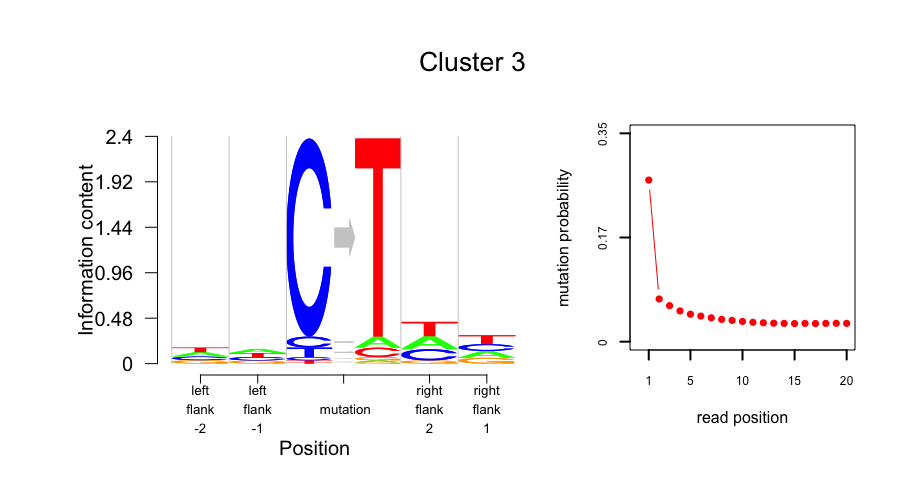 Cluster 3
Information content
2.4
1.92
1.44
0.96
0.48
0
C T
left flank -2
left flank -1
mutation
right flank 2
right flank 1
Position
mutation probability
0.35
0.17
0
1 5 10 15 20
read position